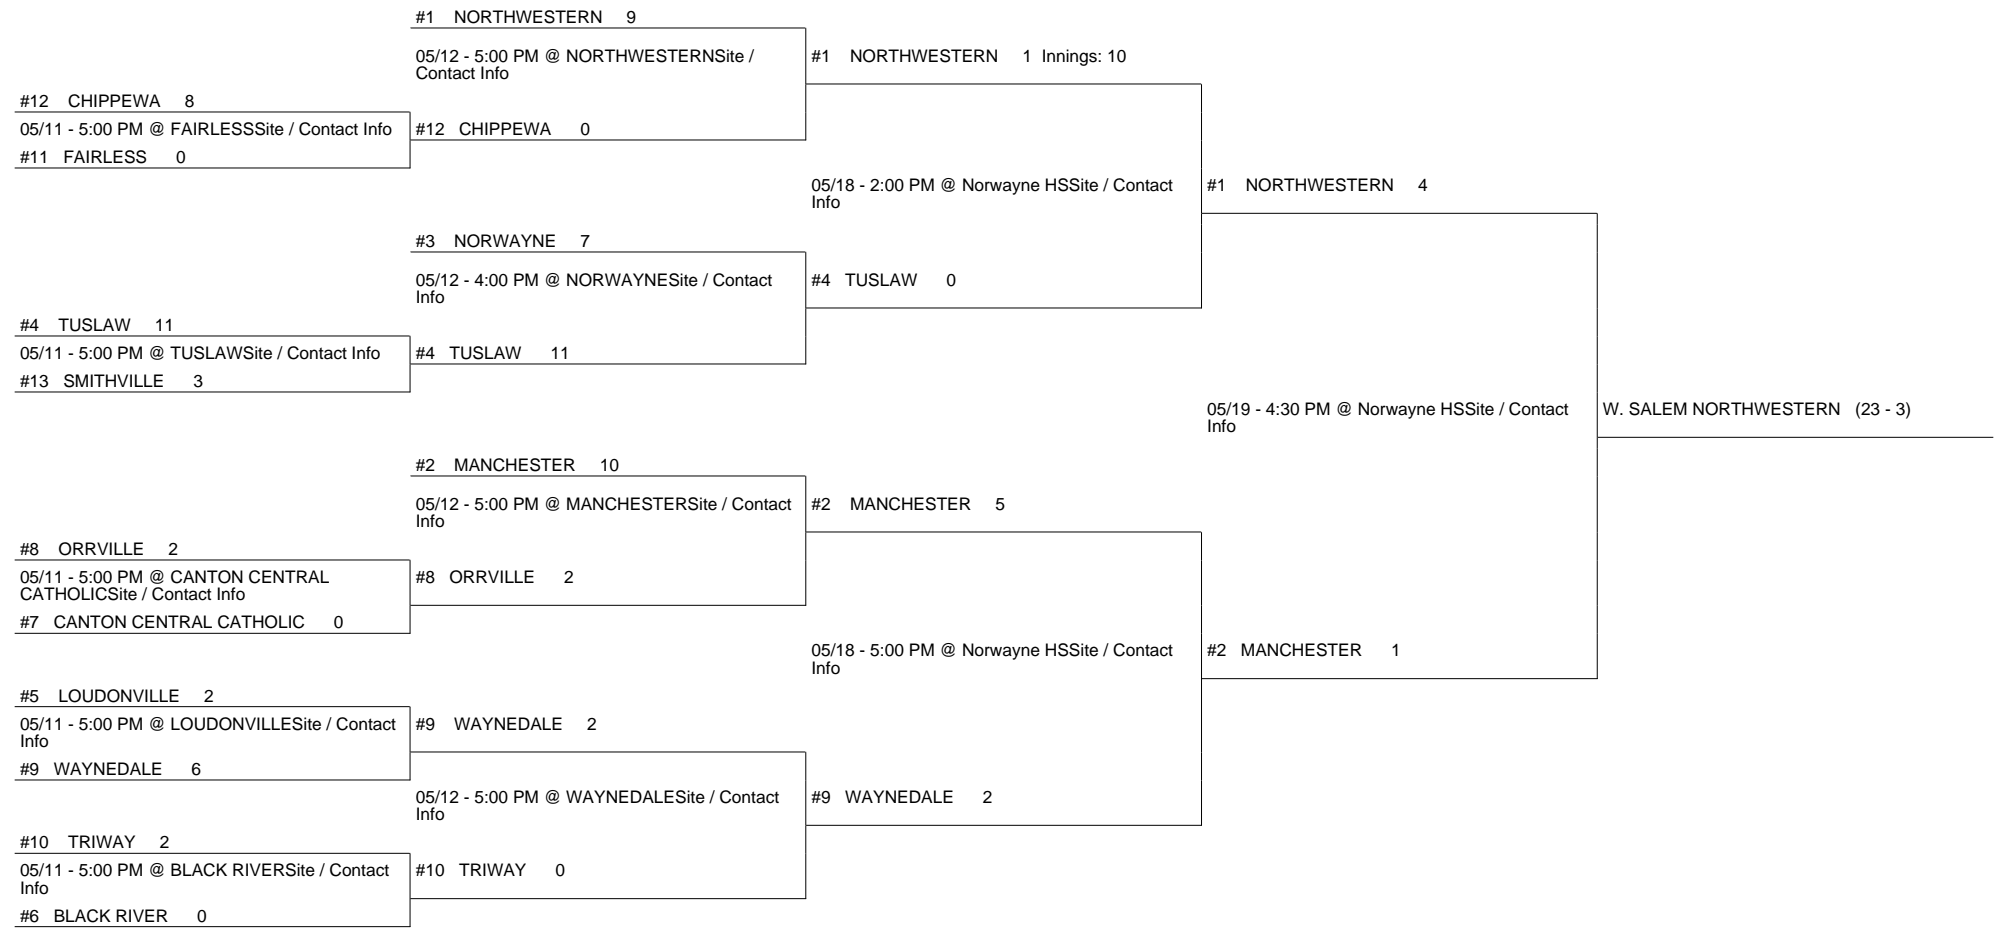 #1 NORTHWESTERN 9
05/12 - 5:00 PM @ NORTHWESTERNSite /
Contact Info
#12 CHIPPEWA 0
#12 CHIPPEWA 8
05/11 - 5:00 PM @ FAIRLESSSite / Contact Info
#11 FAIRLESS 0
#1 NORTHWESTERN 1 Innings: 10
05/18 - 2:00 PM @ Norwayne HSSite / Contact
Info
#4 TUSLAW 0
#3 NORWAYNE 7
05/12 - 4:00 PM @ NORWAYNESite / Contact
Info
#4 TUSLAW 11
#4 TUSLAW 11
05/11 - 5:00 PM @ TUSLAWSite / Contact Info
#13 SMITHVILLE 3
#1 NORTHWESTERN 4
05/19 - 4:30 PM @ Norwayne HSSite / Contact
Info
#2 MANCHESTER 1
W. SALEM NORTHWESTERN (23 - 3)
#2 MANCHESTER 10
05/12 - 5:00 PM @ MANCHESTERSite / Contact
Info
#8 ORRVILLE 2
#8 ORRVILLE 2
05/11 - 5:00 PM @ CANTON CENTRAL
CATHOLICSite / Contact Info
#7 CANTON CENTRAL CATHOLIC 0
#2 MANCHESTER 5
05/18 - 5:00 PM @ Norwayne HSSite / Contact
Info
#9 WAYNEDALE 2
#5 LOUDONVILLE 2
05/11 - 5:00 PM @ LOUDONVILLESite / Contact
Info
#9 WAYNEDALE 6
#9 WAYNEDALE 2
05/12 - 5:00 PM @ WAYNEDALESite / Contact
Info
#10 TRIWAY 0
#10 TRIWAY 2
05/11 - 5:00 PM @ BLACK RIVERSite / Contact
Info
#6 BLACK RIVER 0